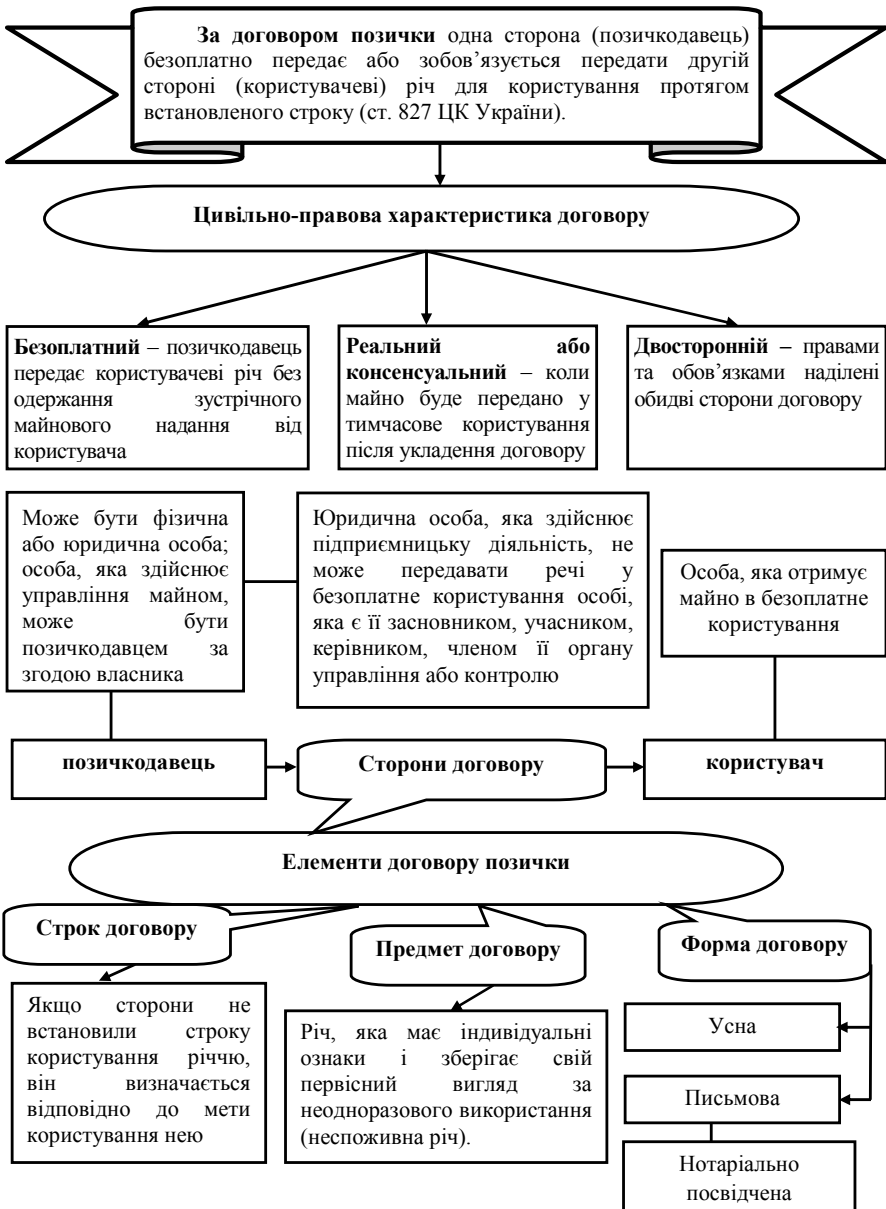 За договором позички одна сторона (позичкодавець)
безоплатно передає або зобов’язується передати другій
стороні (користувачеві) річ для користування протягом
встановленого строку (ст. 827 ЦК України).
Цивільно-правова характеристика договору
Безоплатний – позичкодавець
передає користувачеві річ без
одержання зустрічного
майнового надання від
користувача
Реальний або
консенсуальний – коли
майно буде передано у
тимчасове користування
після укладення договору
Двосторонній – правами
та обов’язками наділені
обидві сторони договору
Може бути фізична
або юридична особа;
особа, яка здійснює
управління майном,
може бути
позичкодавцем за
згодою власника
Юридична особа, яка здійснює
підприємницьку діяльність, не
може передавати речі у
безоплатне користування особі,
яка є її засновником, учасником,
керівником, членом її органу
управління або контролю
Особа, яка отримує
майно в безоплатне
користування
позичкодавець
Сторони договору
користувач
Елементи договору позички
Строк договору
Предмет договору
Форма договору
Якщо сторони не
встановили строку
користування річчю,
він визначається
відповідно до мети
користування нею
Річ, яка має індивідуальні
ознаки і зберігає свій
первісний вигляд за
неодноразового використання
(неспоживна річ).
Усна
Письмова
Нотаріально
посвідчена